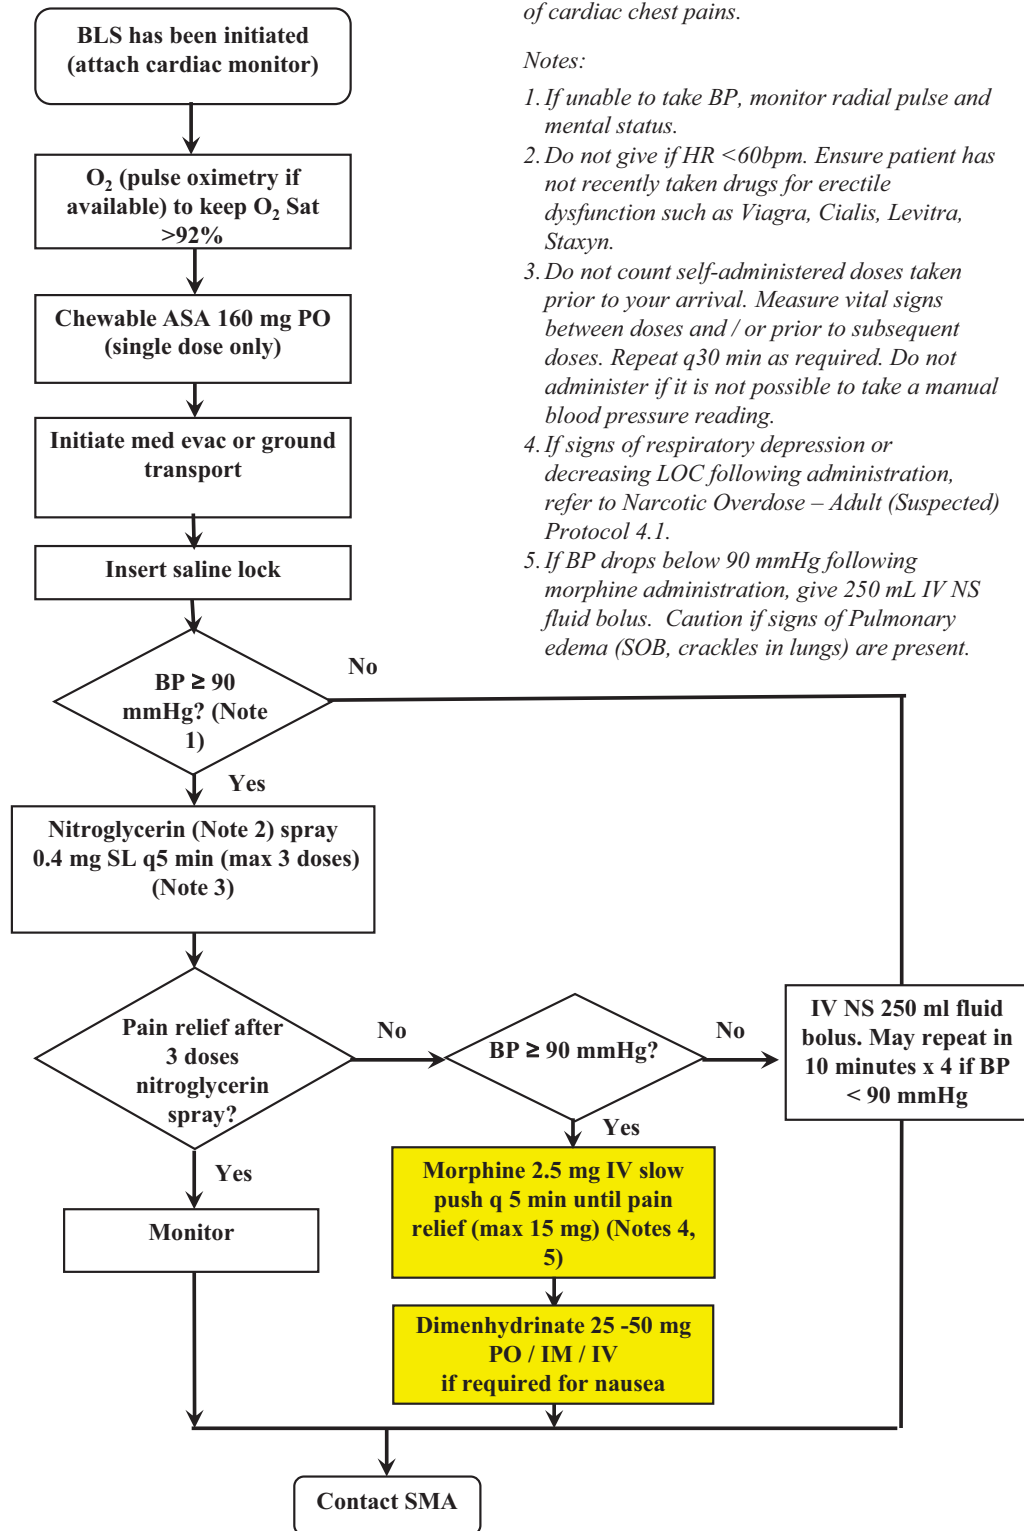 of cardiac chest pains.
Notes:
1. If unable to take BP, monitor radial pulse and
mental status.
2. Do not give if HR <60bpm. Ensure patient has
not recently taken drugs for erectile
dysfunction such as Viagra, Cialis, Levitra,
Staxyn.
3. Do not count self-administered doses taken
prior to your arrival. Measure vital signs
between doses and / or prior to subsequent
doses. Repeat q30 min as required. Do not
administer if it is not possible to take a manual
blood pressure reading.
4. If signs of respiratory depression or
decreasing LOC following administration,
refer to Narcotic Overdose – Adult (Suspected)
Protocol 4.1.
5. If BP drops below 90 mmHg following
morphine administration, give 250 mL IV NS
fluid bolus.  Caution if signs of Pulmonary
edema (SOB, crackles in lungs) are present.
BLS has been initiated
(attach cardiac monitor)
O₂ (pulse oximetry if
available) to keep O₂ Sat
>92%
Chewable ASA 160 mg PO
(single dose only)
Initiate med evac or ground
transport
Insert saline lock
BP ≥ 90
mmHg? (Note
1)
No
Yes
Nitroglycerin (Note 2) spray
0.4 mg SL q5 min (max 3 doses)
(Note 3)
Pain relief after
3 doses
nitroglycerin
spray?
No
BP ≥ 90 mmHg?
No
IV NS 250 ml fluid
bolus. May repeat in
10 minutes x 4 if BP
< 90 mmHg
Yes
Yes
Monitor
Morphine 2.5 mg IV slow
push q 5 min until pain
relief (max 15 mg) (Notes 4,
5)
Dimenhydrinate 25 -50 mg
PO / IM / IV
if required for nausea
Contact SMA